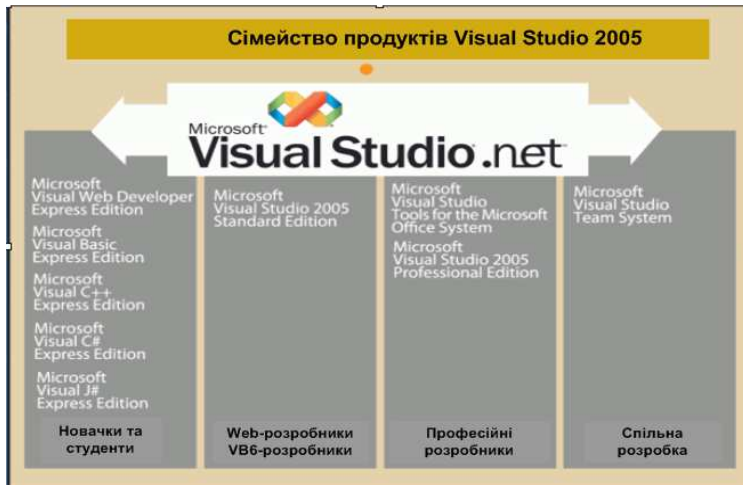 Сімейство продуктів Visual Studio 2005
Microsoft
Visual Studio .net
Microsoft
Visual Web Developer
Express Edition
Microsoft
Visual Basic
Express Edition
Microsoft
Visual C++
Express Edition
Microsoft
Visual C#
Express Edition
Microsoft
Visual J#
Express Edition
Новачки та
студенти
Microsoft
Visual Studio 2005
Standard Edition
Web-розробники
VB6-розробники
Microsoft
Visual Studio
Tools for the Microsoft
Office System
Microsoft
Visual Studio 2005
Professional Edition
Професійні
розробники
Microsoft
Visual Studio
Team System
Спільна
розробка